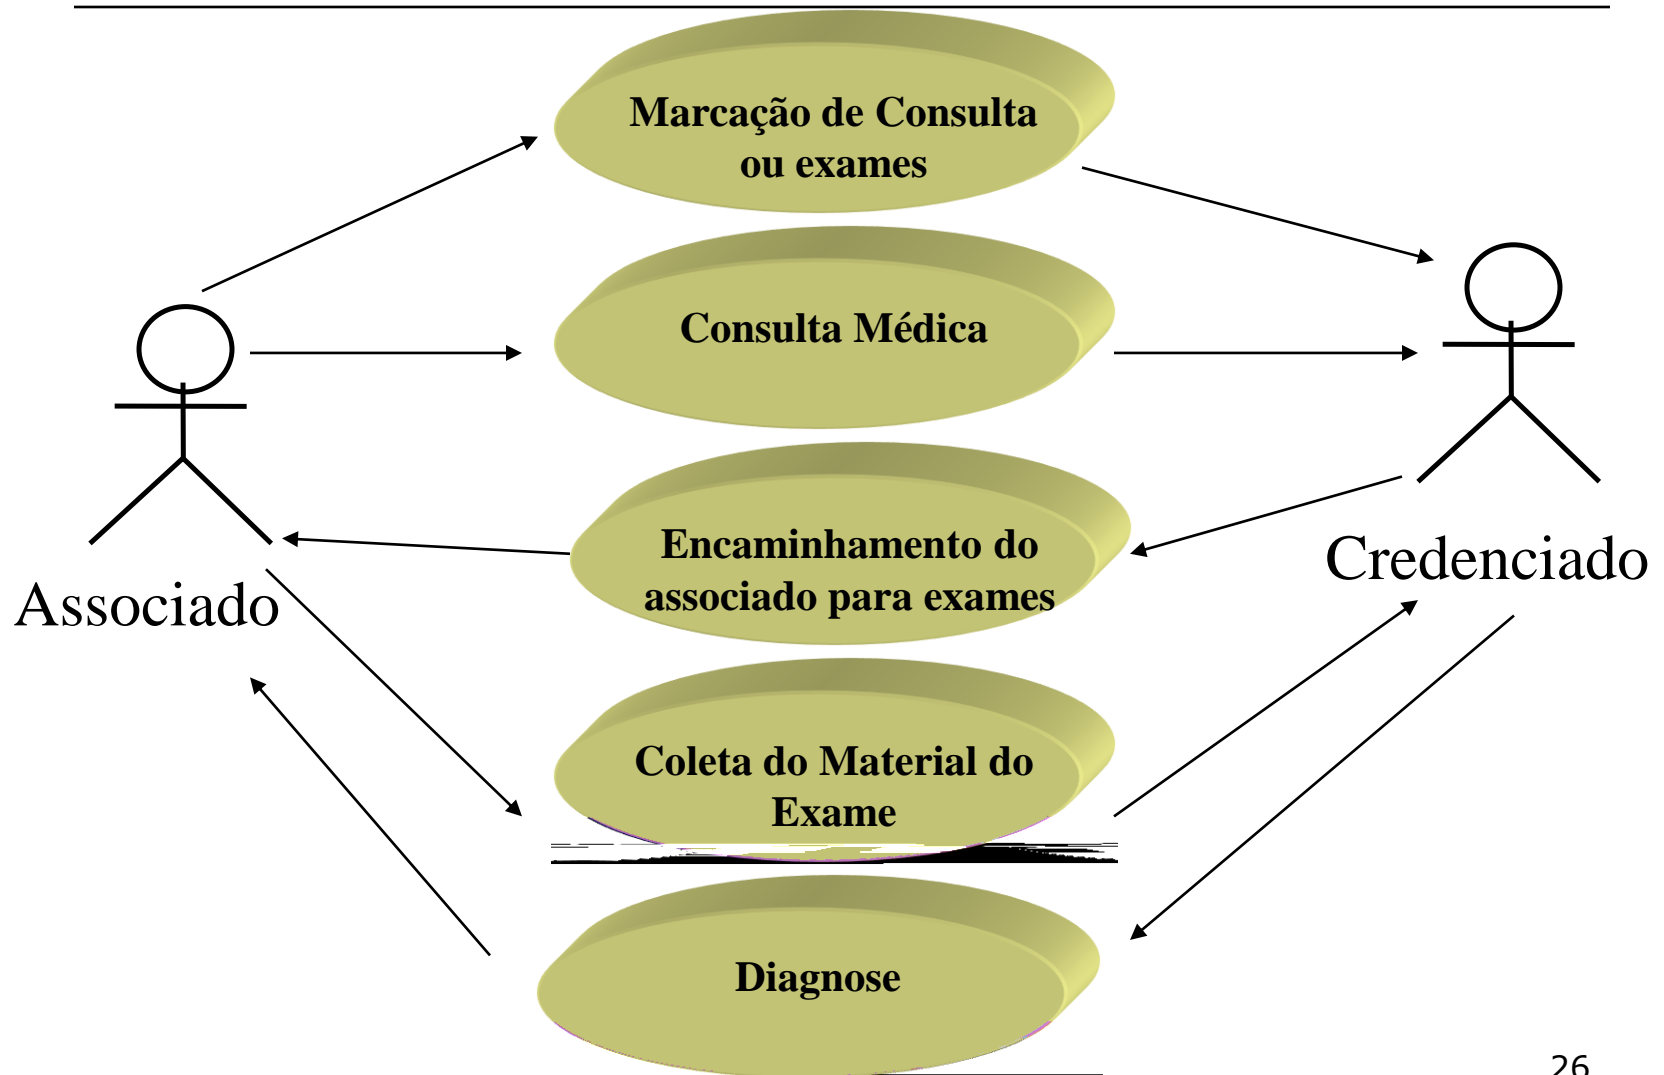 Marcação de Consulta
ou exames
Consulta Médica
Encaminhamento do
associado para exames
Credenciado
Associado
Coleta do Material do
Exame
Diagnose
26